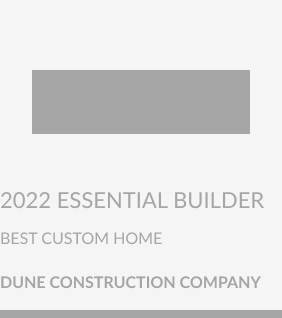 2022 ESSENTIAL BUILDER
BEST CUSTOM HOME
DUNE CONSTRUCTION COMPANY